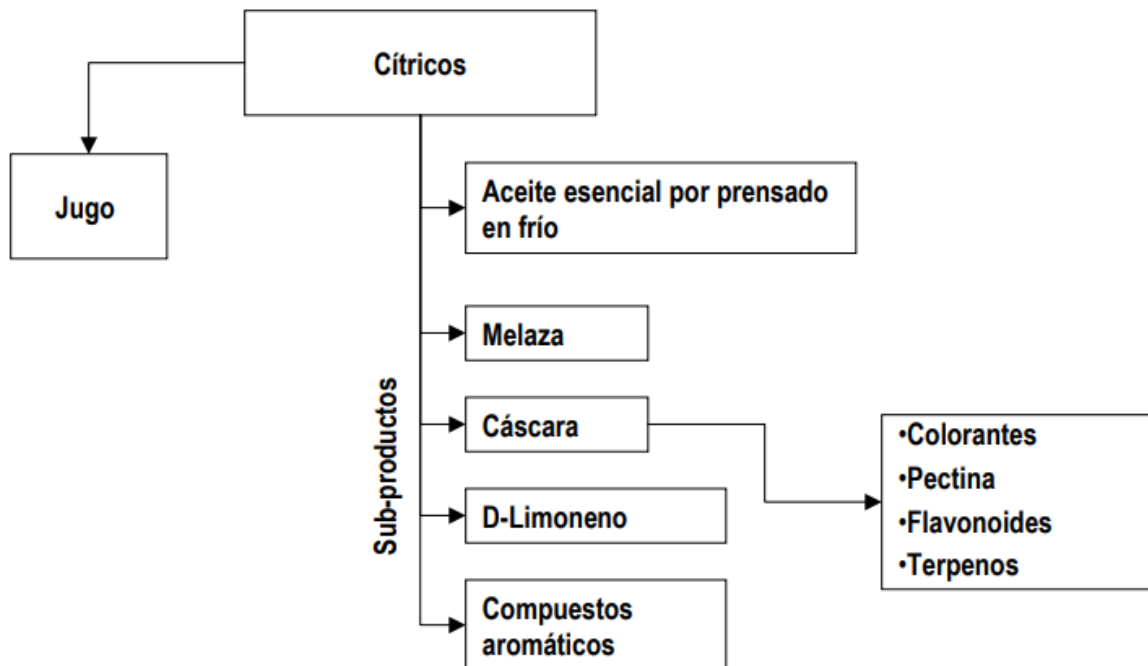 Cítricos
Jugo
Sub-productos
Aceite esencial por prensado
en frío
Melaza
Cáscara
D-Limoneno
Compuestos
aromáticos
•Colorantes
•Pectina
•Flavonoides
•Terpenos